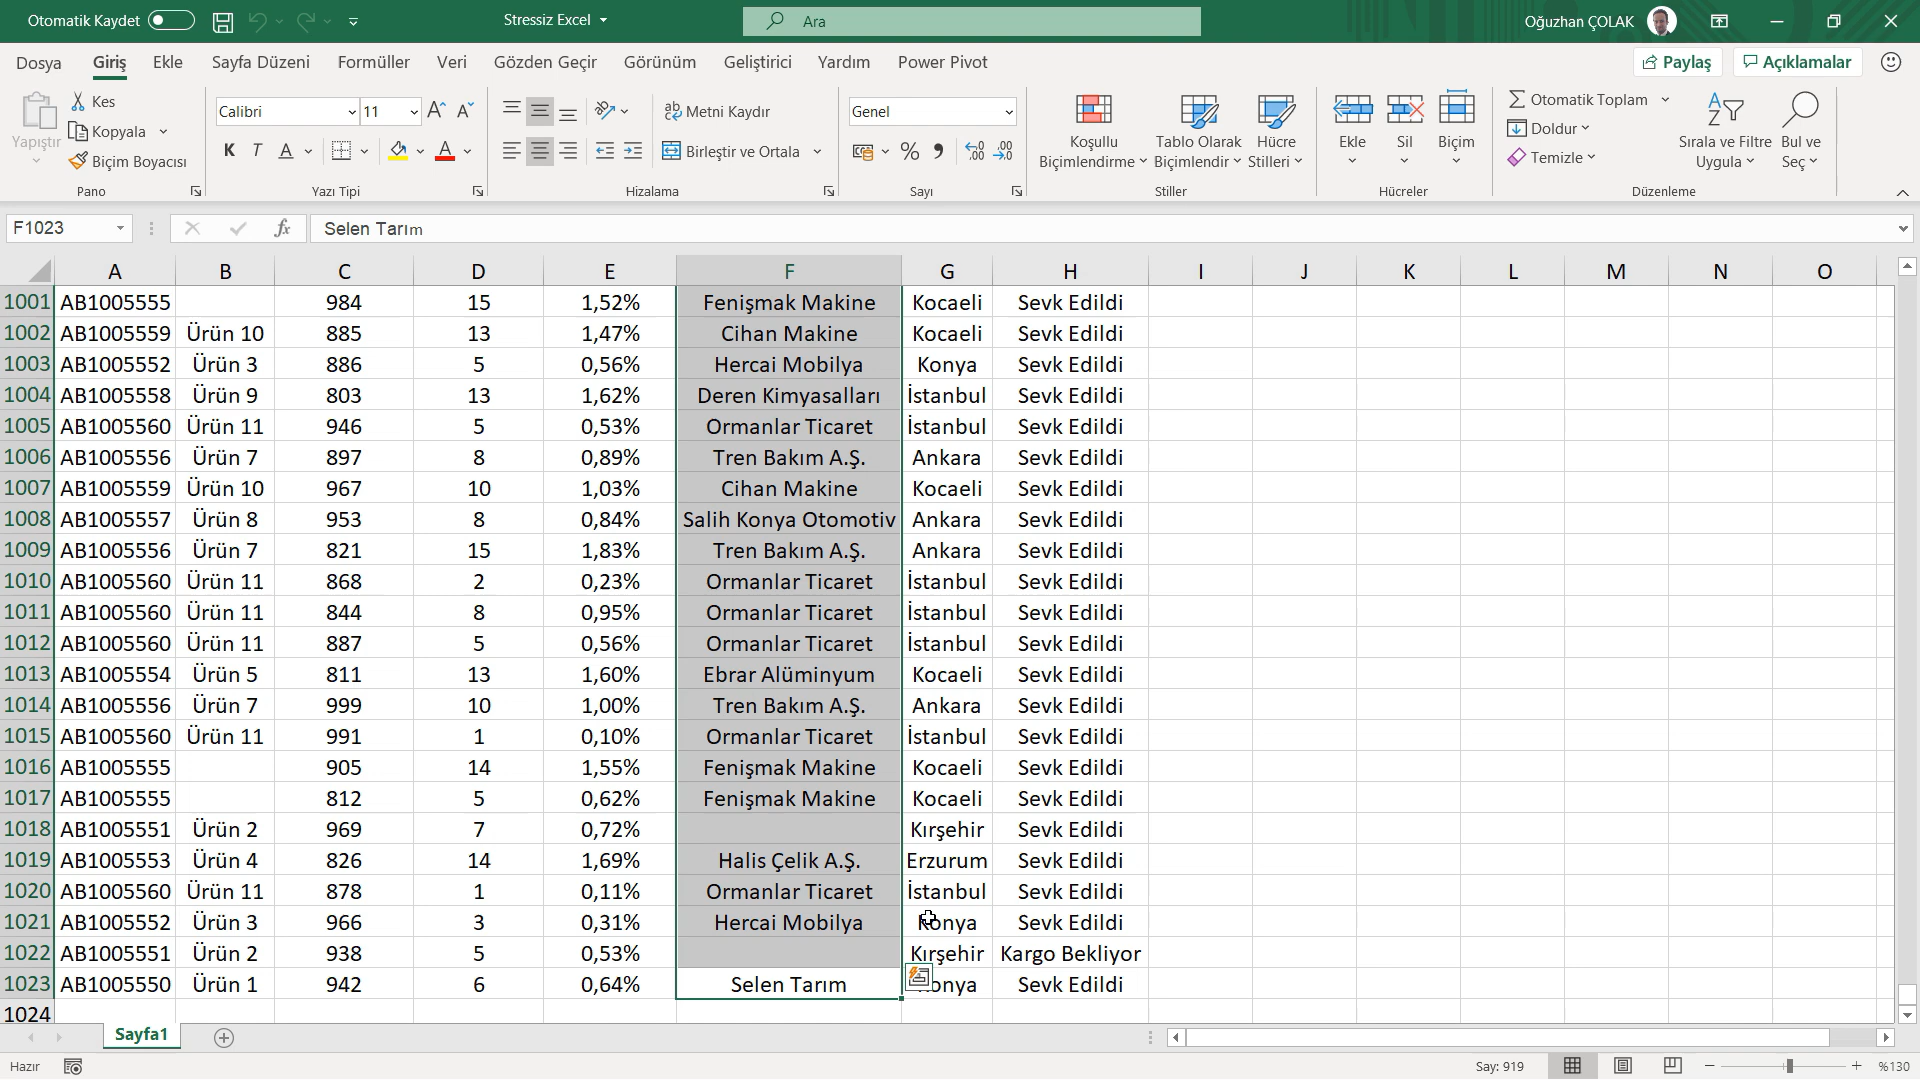 Otomatik Kaydet
Stressiz Excel
Ara
Oğuzhan ÇOLAK
Dosya Giriş Ekle Sayfa Düzeni Formüller Veri Gözden Geçir Görünüm Geliştirici Yardım Power Pivot Paylaş Açıklamalar
Yapıştır
Kes
Kopyala
Biçim Boyacısı
Pano
Calibri 11
K T A A
Yazı Tipi
Metni Kaydır
Birleştir ve Ortala
Hizalama
Genel
Sayı
Koşullu Biçimlendirme
Tablo Olarak Biçimlendir
Hücre Stilleri
Stiller
Ekle
Sil
Biçim
Hücreler
Otomatik Toplam
Doldur
Temizle
Sırala ve Filtre Uygula
Bul ve Seç
Düzenleme
F1023 fx Selen Tarım
A B C D E F G H I J K L M N O
1001 AB1005555 984 15 1,52% Fenişmak Makine Kocaeli Sevk Edildi
1002 AB1005559 Ürün 10 885 13 1,47% Cihan Makine Kocaeli Sevk Edildi
1003 AB1005552 Ürün 3 886 5 0,56% Hercai Mobilya Konya Sevk Edildi
1004 AB1005558 Ürün 9 803 13 1,62% Deren Kimyasalları İstanbul Sevk Edildi
1005 AB1005560 Ürün 11 946 5 0,53% Ormanlar Ticaret İstanbul Sevk Edildi
1006 AB1005556 Ürün 7 897 8 0,89% Tren Bakım A.Ş. Ankara Sevk Edildi
1007 AB1005559 Ürün 10 967 10 1,03% Cihan Makine Kocaeli Sevk Edildi
1008 AB1005557 Ürün 8 953 8 0,84% Salih Konya Otomotiv Ankara Sevk Edildi
1009 AB1005556 Ürün 7 821 15 1,83% Tren Bakım A.Ş. Ankara Sevk Edildi
1010 AB1005560 Ürün 11 868 2 0,23% Ormanlar Ticaret İstanbul Sevk Edildi
1011 AB1005560 Ürün 11 844 8 0,95% Ormanlar Ticaret İstanbul Sevk Edildi
1012 AB1005560 Ürün 11 887 5 0,56% Ormanlar Ticaret İstanbul Sevk Edildi
1013 AB1005554 Ürün 5 811 13 1,60% Ebrar Alüminyum Kocaeli Sevk Edildi
1014 AB1005556 Ürün 7 999 10 1,00% Tren Bakım A.Ş. Ankara Sevk Edildi
1015 AB1005560 Ürün 11 991 1 0,10% Ormanlar Ticaret İstanbul Sevk Edildi
1016 AB1005555 905 14 1,55% Fenişmak Makine Kocaeli Sevk Edildi
1017 AB1005555 812 5 0,62% Fenişmak Makine Kocaeli Sevk Edildi
1018 AB1005551 Ürün 2 969 7 0,72% Kırşehir Sevk Edildi
1019 AB1005553 Ürün 4 826 14 1,69% Halis Çelik A.Ş. Erzurum Sevk Edildi
1020 AB1005560 Ürün 11 878 1 0,11% Ormanlar Ticaret İstanbul Sevk Edildi
1021 AB1005552 Ürün 3 966 3 0,31% Hercai Mobilya Konya Sevk Edildi
1022 AB1005551 Ürün 2 938 5 0,53% Kırşehir Kargo Bekliyor
1023 AB1005550 Ürün 1 942 6 0,64% Selen Tarım Konya Sevk Edildi
1024
Sayfa1
Hazır Say: 919 %130